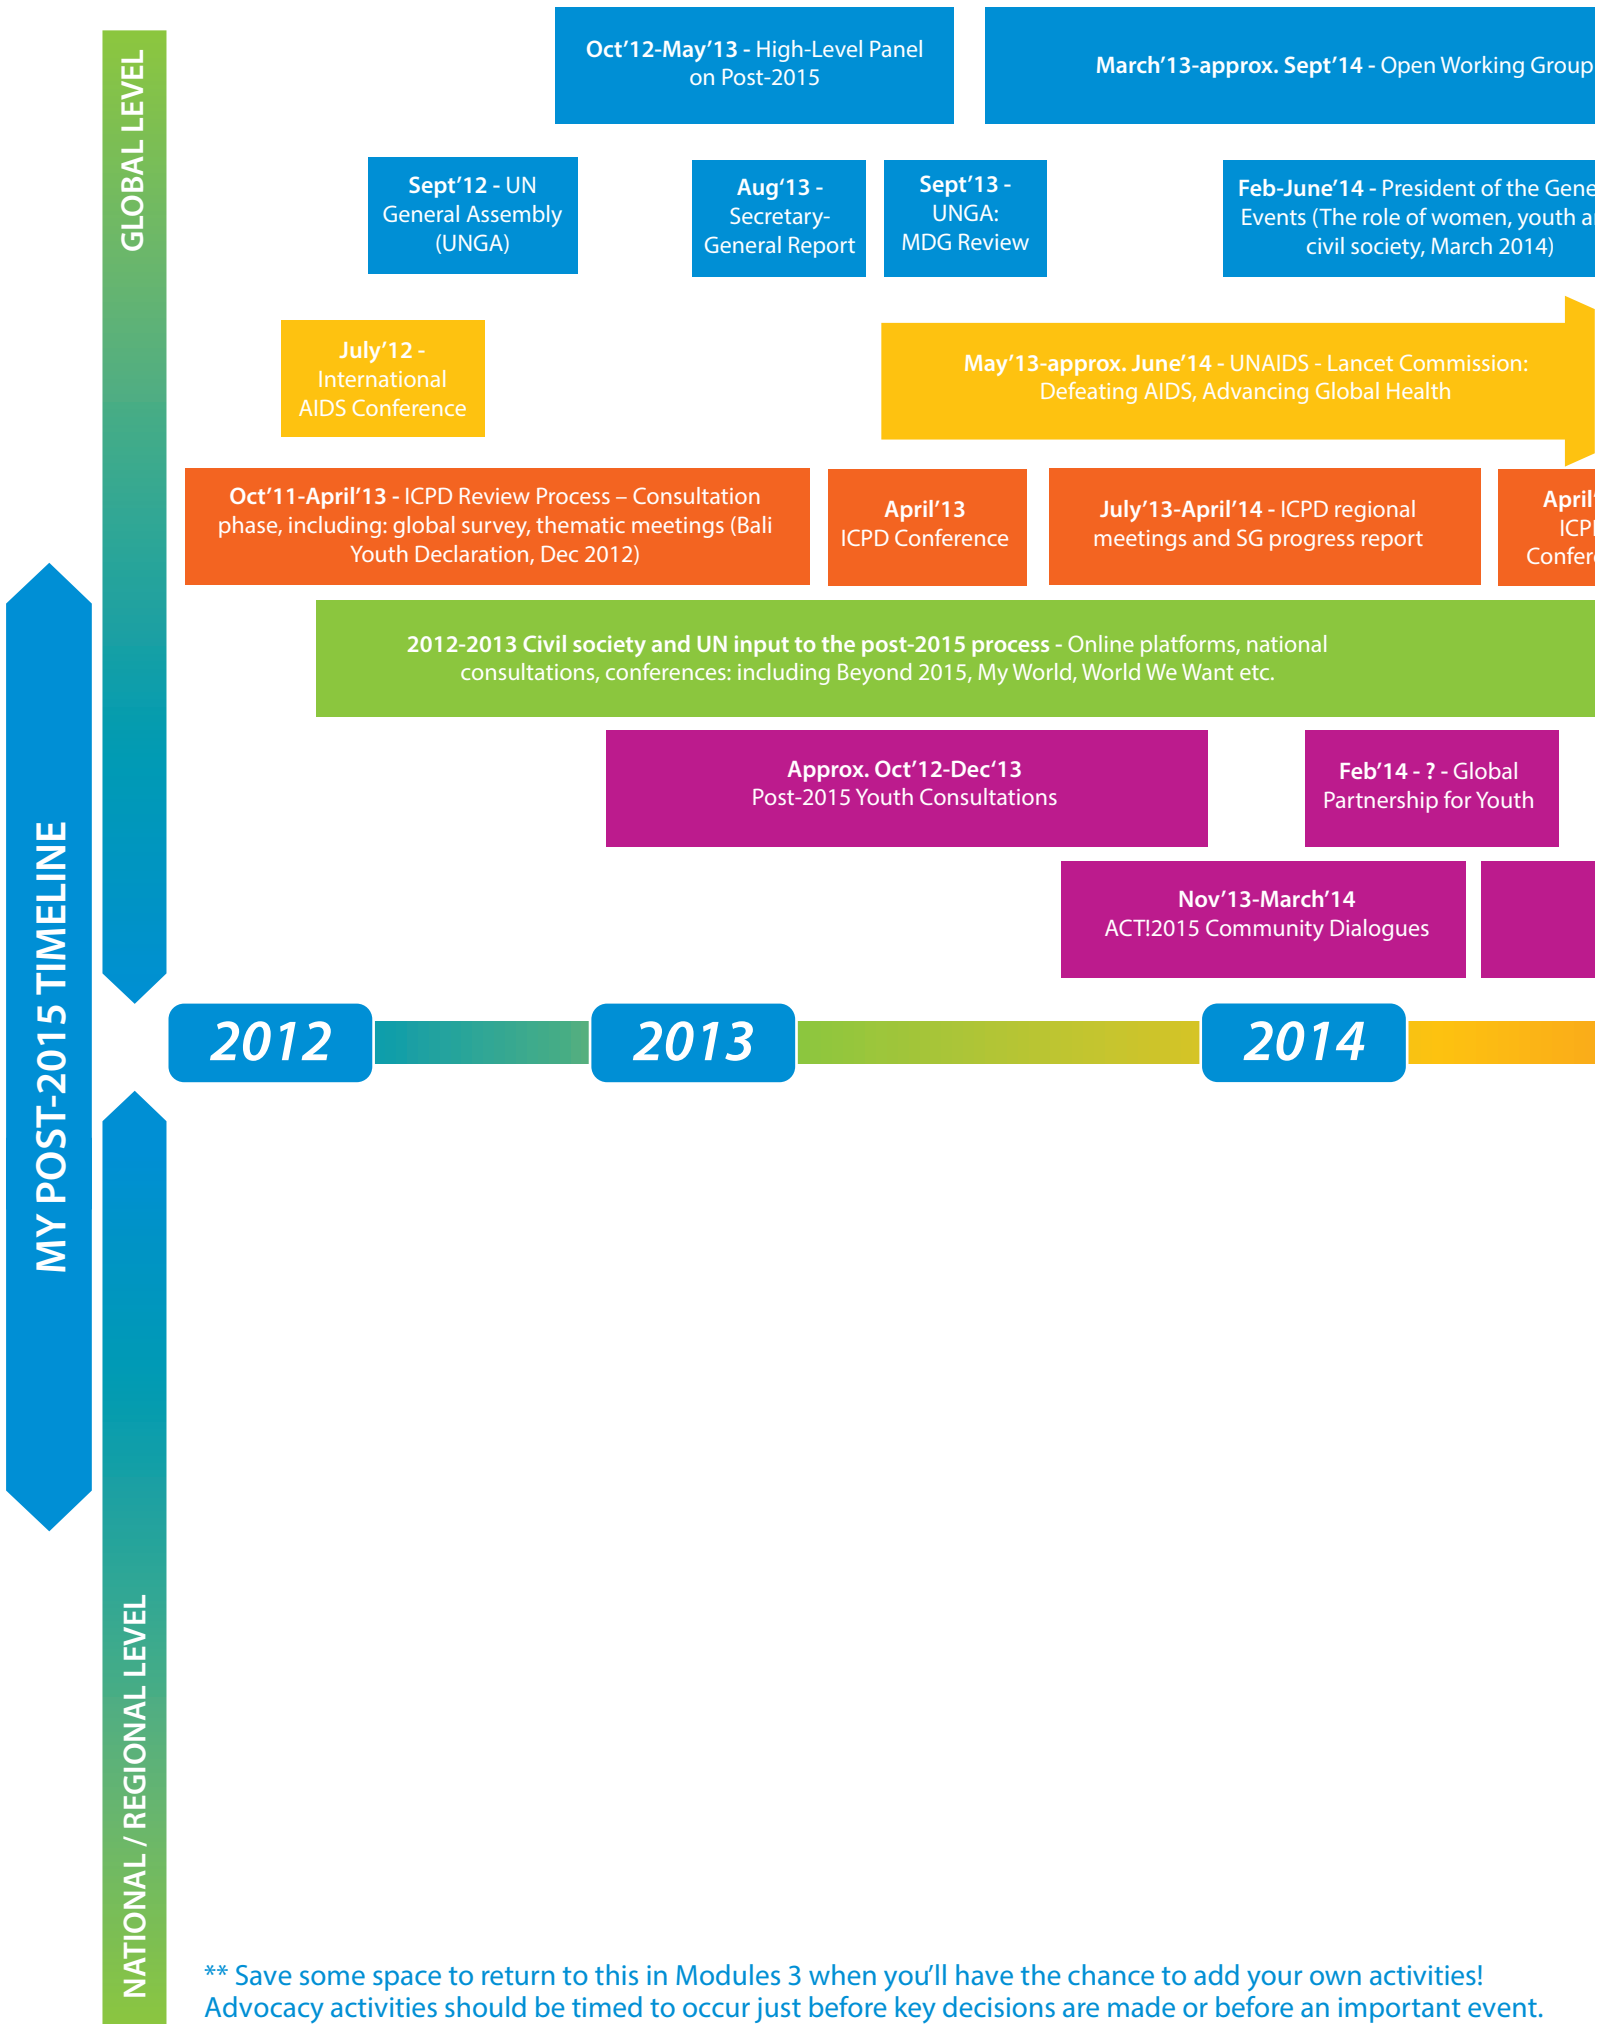 GLOBAL LEVEL
Oct’12-May’13 - High-Level Panel
on Post-2015
March’13-approx. Sept’14 - Open Working Group
Sept’12 - UN
General Assembly
(UNGA)
Aug‘13 -
Secretary-
General Report
Sept’13 -
UNGA:
MDG Review
Feb-June’14 - President of the
Events (The role of women, youth
civil society, March 2014)
July’12 -
International
AIDS Conference
May’13-approx. June’14 - UNAIDS - Lancet Commission:
Defeating AIDS, Advancing Global Health
Oct’11-April’13 - ICPD Review Process – Consultation
phase, including: global survey, thematic meetings (Bali
Youth Declaration, Dec 2012)
April’13
ICPD Conference
July’13-April’14 - ICPD regional
meetings and SG progress report
April’
2012-2013 Civil society and UN input to the post-2015 process - Online platforms, national
consultations, conferences: including Beyond 2015, My World, World We Want etc.
Approx. Oct’12-Dec‘13
Post-2015 Youth Consultations
Feb’14 - ? - Global
Partnership for Youth
Nov’13-March’14
ACT!2015 Community Dialogues
MY POST-2015 TIMELINE
2012
2013
2014
NATIONAL / REGIONAL LEVEL
** Save some space to return to this in Modules 3 when you’ll have the chance to add your own activities!
Advocacy activities should be timed to occur just before key decisions are made or before an important event.